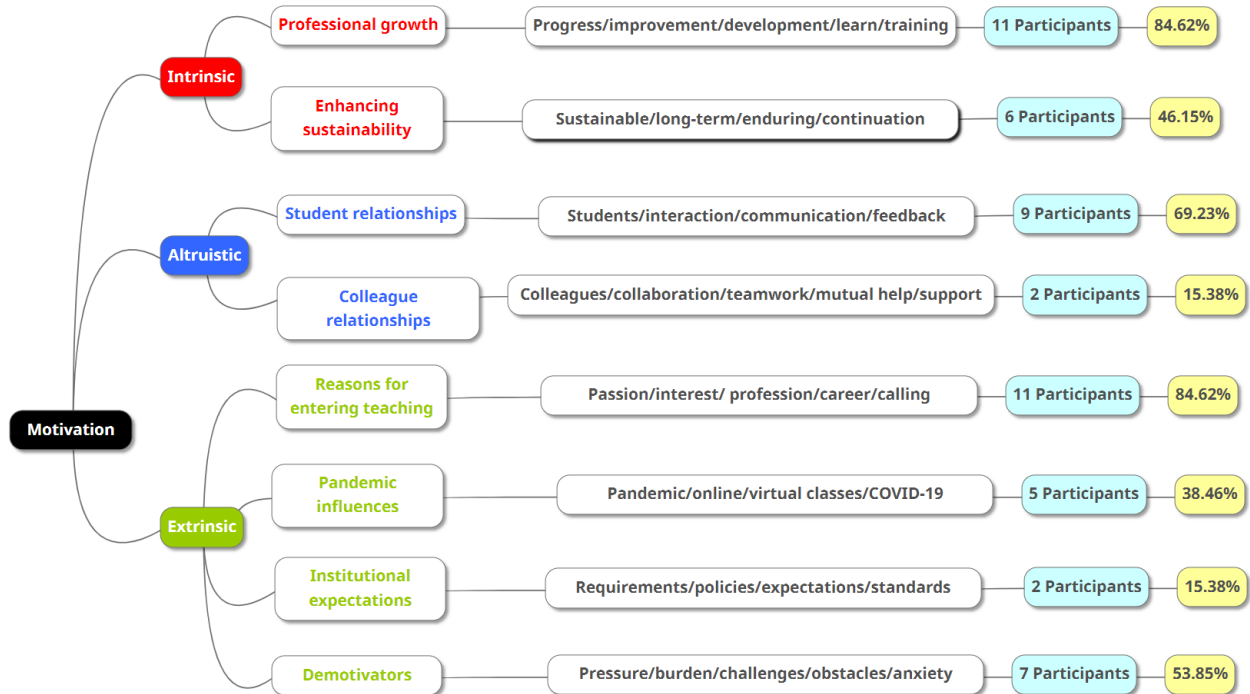 Professional growth
Progress/improvement/development/learn/training
11 Participants
84.62%
Intrinsic
Enhancing
sustainability
Sustainable/long-term/enduring/continuation
6 Participants
46.15%
Student relationships
Students/interaction/communication/feedback
9 Participants
69.23%
Altruistic
Colleague
relationships
Colleagues/collaboration/teamwork/mutual help/support
2 Participants
15.38%
Reasons for
entering teaching
Passion/interest/ profession/career/calling
11 Participants
84.62%
Motivation
Pandemic
influences
Pandemic/online/virtual classes/COVID-19
5 Participants
38.46%
Extrinsic
Institutional
expectations
Requirements/policies/expectations/standards
2 Participants
15.38%
Demotivators
Pressure/burden/challenges/obstacles/anxiety
7 Participants
53.85%